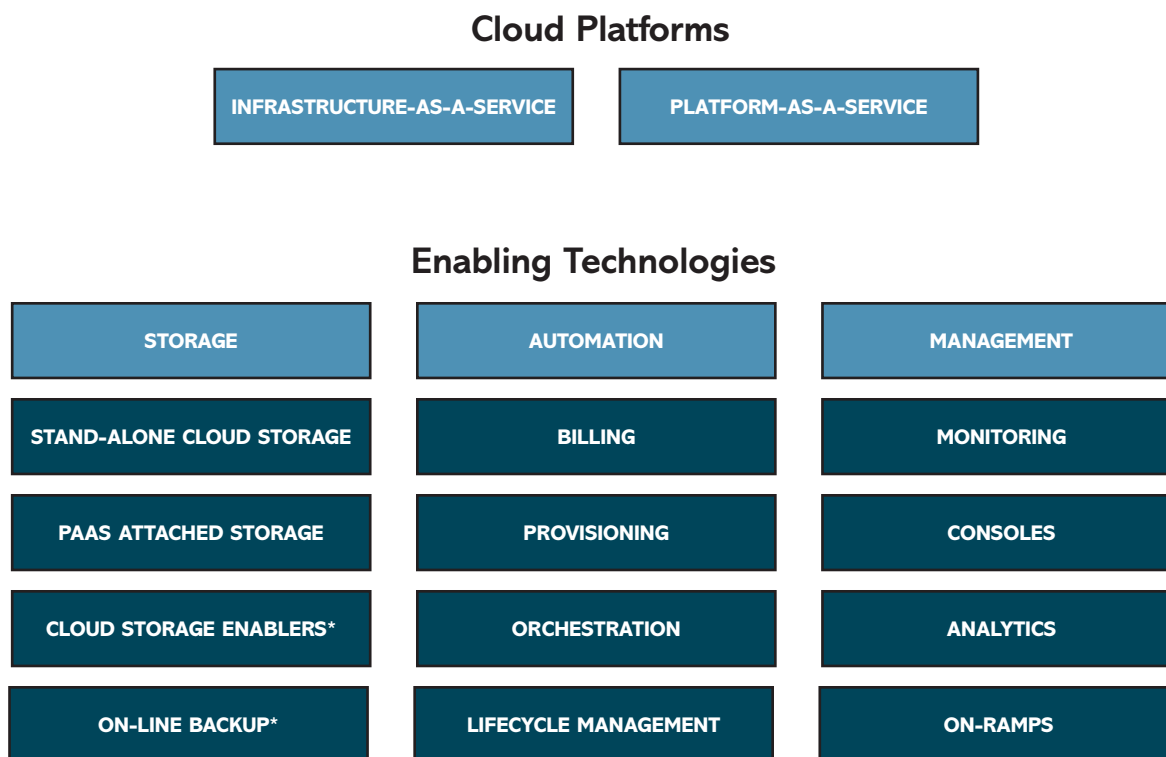 Cloud Platforms
INFRASTRUCTURE-AS-A-SERVICE
PLATFORM-AS-A-SERVICE
Enabling Technologies
STORAGE
AUTOMATION
MANAGEMENT
STAND-ALONE CLOUD STORAGE
BILLING
MONITORING
PAAS ATTACHED STORAGE
PROVISIONING
CONSOLES
CLOUD STORAGE ENABLERS*
ORCHESTRATION
ANALYTICS
ON-LINE BACKUP*
LIFECYCLE MANAGEMENT
ON-RAMPS